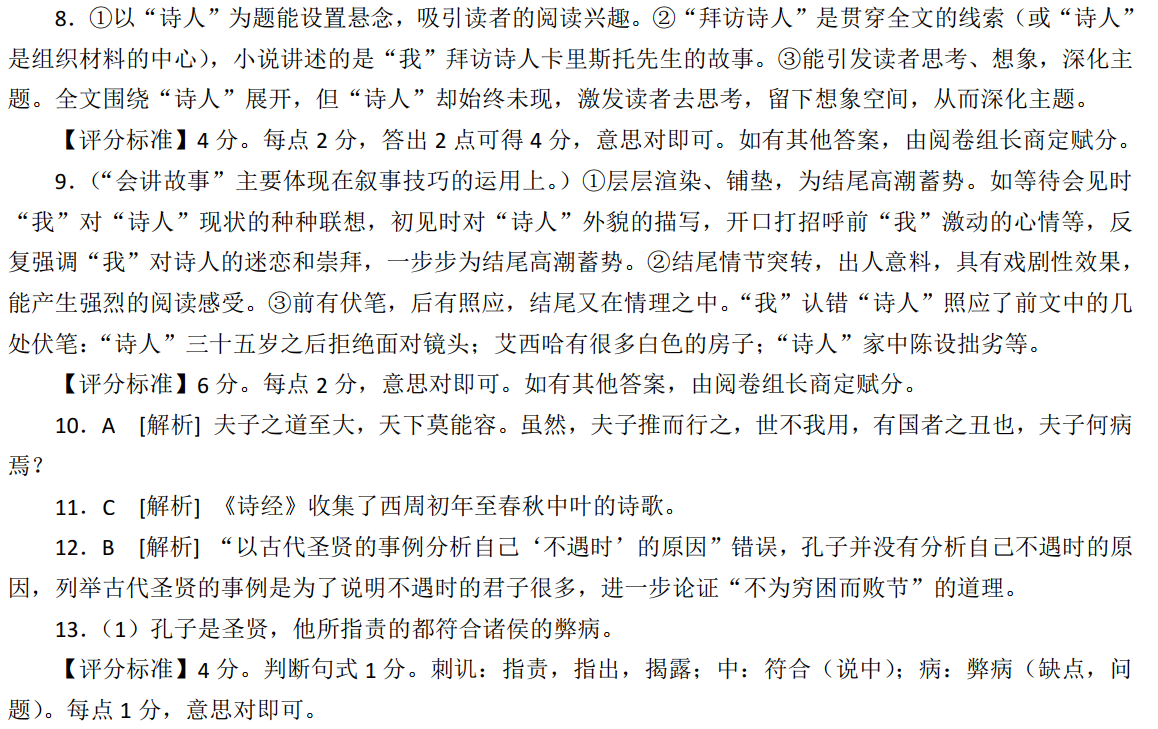 8．①以“诗人”为题能设置悬念，吸引读者的阅读兴趣。②“拜访诗人”是贯穿全文的线索（或“诗人”
是组织材料的中心），小说讲述的是“我”拜访诗人卡里斯托先生的故事。③能引发读者思考、想象，深化主
题。全文围绕“诗人”展开，但“诗人”却始终未现，激发读者去思考，留下想象空间，从而深化主题。
【评分标准】4 分。每点 2 分，答出 2 点可得 4 分，意思对即可。如有其他答案，由阅卷组长商定赋分。
9．（“会讲故事”主要体现在叙事技巧的运用上。）①层层渲染、铺垫，为结尾高潮蓄势。如等待会见时
“我”对“诗人”现状的种种联想，初见时对“诗人”外貌的描写，开口打招呼前“我”激动的心情等，反
复强调“我”对诗人的迷恋和崇拜，一步步为结尾高潮蓄势。②结尾情节突转，出人意料，具有戏剧性效果，
能产生强烈的阅读感受。③前有伏笔，后有照应，结尾又在情理之中。“我”认错“诗人”照应了前文中的几
处伏笔：“诗人”三十五岁之后拒绝面对镜头；艾西哈有很多白色的房子；“诗人”家中陈设拙劣等。
【评分标准】6 分。每点 2 分，意思对即可。如有其他答案，由阅卷组长商定赋分。
10．A [解析] 夫子之道至大，天下莫能容。虽然，夫子推而行之，世不我用，有国者之丑也，夫子何病
焉？
11．C [解析] 《诗经》收集了西周初年至春秋中叶的诗歌。
12．B [解析] “以古代圣贤的事例分析自己‘不遇时’的原因”错误，孔子并没有分析自己不遇时的原
因，列举古代圣贤的事例是为了说明不遇时的君子很多，进一步论证“不为穷困而败节”的道理。
13．（1）孔子是圣贤，他所指责的都符合诸侯的弊病。
【评分标准】4 分。判断句式 1 分。刺讥：指责，指出，揭露；中：符合（说中）；病：弊病（缺点，问
题）。每点 1 分，意思对即可。